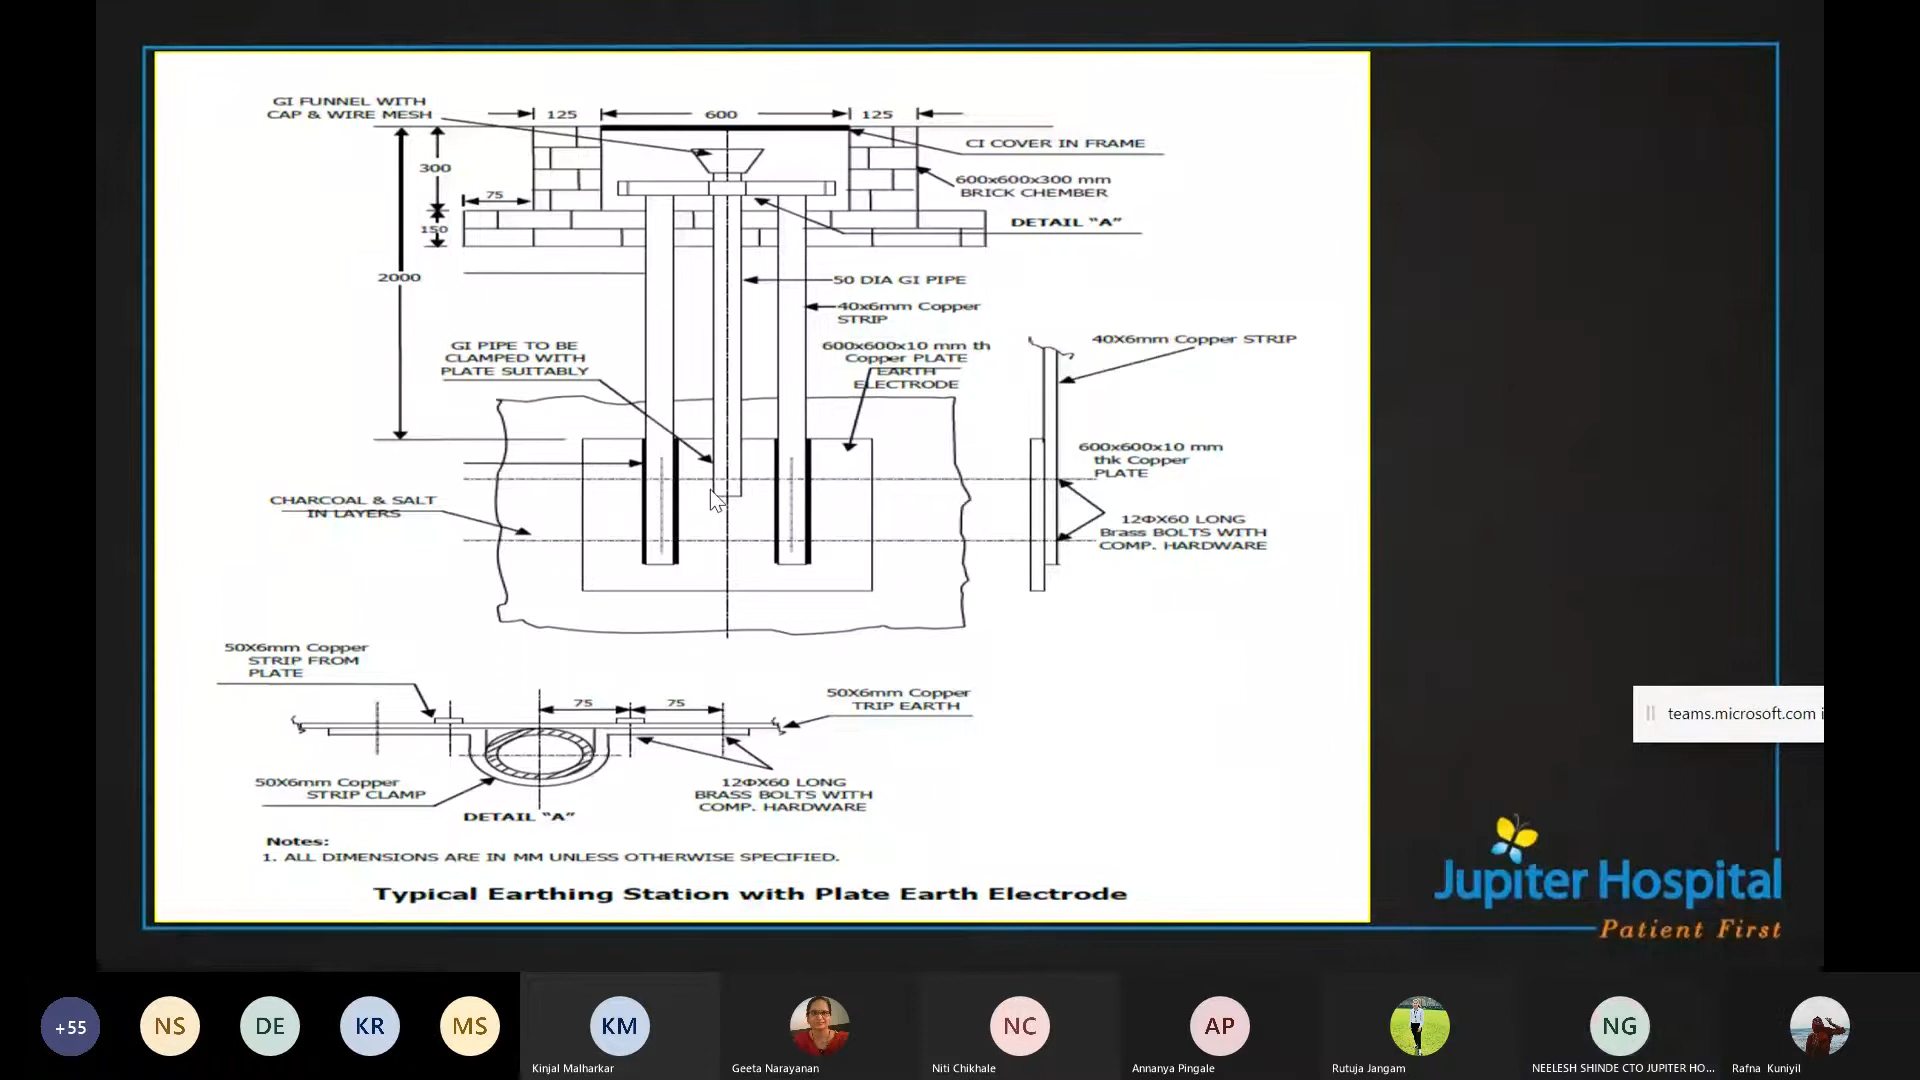 GI FUNNEL WITH
CAP & WIRE MESH
125
600
125
CI COVER IN FRAME
300
600x600x300 mm
BRICK CHEMBER
75
DETAIL "A"
150
2000
50 DIA GI PIPE
40x6mm Copper
STRIP
GI PIPE TO BE
CLAMPED WITH
PLATE SUITABLY
600x600x10 mm th
Copper PLATE
EARTH
ELECTRODE
40X6mm Copper STRIP
600x600x10 mm
thk Copper
PLATE
CHARCOAL & SALT
IN LAYERS
12ΦX60 LONG
Brass BOLTS WITH
COMP. HARDWARE
50X6mm Copper
STRIP FROM
PLATE
75
75
50X6mm Copper
TRIP EARTH
50X6mm Copper
STRIP CLAMP
12ΦX60 LONG
BRASS BOLTS WITH
COMP. HARDWARE
DETAIL "A"
Notes:
1. ALL DIMENSIONS ARE IN MM UNLESS OTHERWISE SPECIFIED.
Typical Earthing Station with Plate Earth Electrode
teams.microsoft.com i
Jupiter Hospital
Patient First
+55
NS
DE
KR
MS
KM
NC
AP
NG
Kinjal Malharkar
Geeta Narayanan
Niti Chikhale
Annanya Pingale
Rutuja Jangam
NEELESH SHINDE CTO JUPITER HO...
Rafna Kuniyil